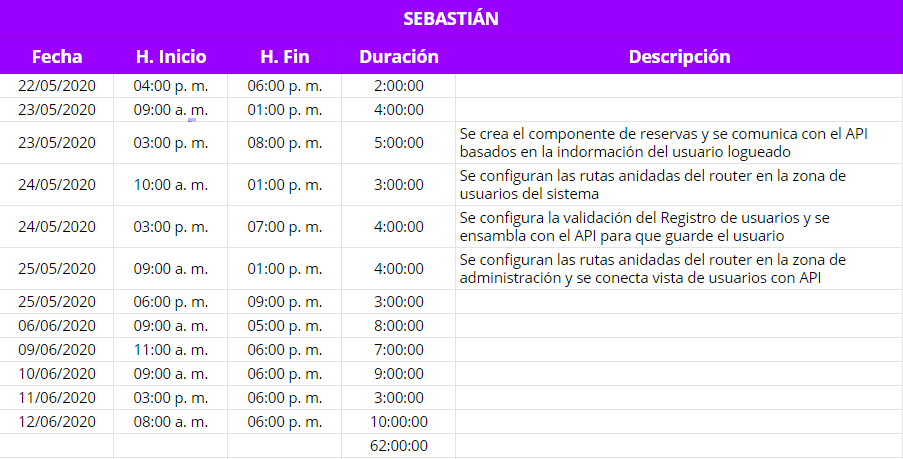 SEBASTIÁN
Fecha H. Inicio H. Fin Duración Descripción
22/05/2020 04:00 p. m. 06:00 p. m. 2:00:00
23/05/2020 09:00 a. m. 01:00 p. m. 4:00:00
23/05/2020 03:00 p. m. 08:00 p. m. 5:00:00 Se crea el componente de reservas y se comunica con el API
basados en la indormación del usuario logueado
24/05/2020 10:00 a. m. 01:00 p. m. 3:00:00 Se configuran las rutas anidadas del router en la zona de
usuarios del sistema
24/05/2020 03:00 p. m. 07:00 p. m. 4:00:00 Se configura la validación del Registro de usuarios y se
ensambla con el API para que guarde el usuario
25/05/2020 09:00 a. m. 01:00 p. m. 4:00:00 Se configuran las rutas anidadas del router en la zona de
administración y se conecta vista de usuarios con API
25/05/2020 06:00 p. m. 09:00 p. m. 3:00:00
06/06/2020 09:00 a. m. 05:00 p. m. 8:00:00
09/06/2020 11:00 a. m. 06:00 p. m. 7:00:00
10/06/2020 09:00 a. m. 06:00 p. m. 9:00:00
11/06/2020 03:00 p. m. 06:00 p. m. 3:00:00
12/06/2020 08:00 a. m. 06:00 p. m. 10:00:00
62:00:00